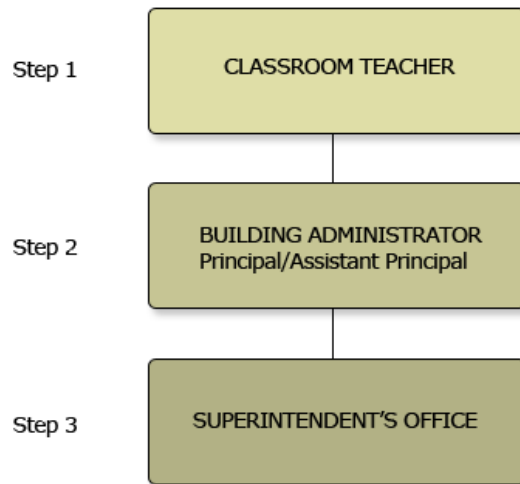 Step 1
CLASSROOM TEACHER
Step 2
BUILDING ADMINISTRATOR
Principal/Assistant Principal
Step 3
SUPERINTENDENT’S OFFICE